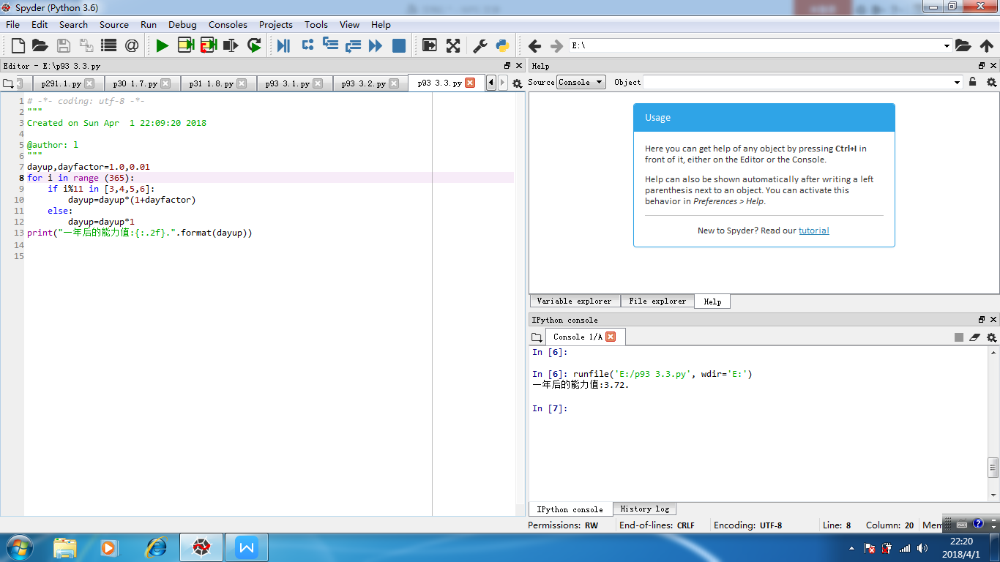 Spyder (Python 3.6)
File Edit Search Source Run Debug Consoles Projects Tools View Help
E:\
Editor - E:\p93 3.3.py
Help
p291.1.py p30 1.7.py p31 1.8.py p93 3.1.py p93 3.2.py p93 3.3.py
Source Console Object
1 # -*- coding: utf-8 -*-
2 """
3 Created on Sun Apr  1 22:09:20 2018
4
5 @author: l
6 """
7 dayup,dayfactor=1.0,0.01
8 for i in range (365):
9     if i%11 in [3,4,5,6]:
10         dayup=dayup*(1+dayfactor)
11     else:
12         dayup=dayup*1
13 print("一年后的能力值:{:.2f}.".format(dayup))
14
15
Usage
Here you can get help of any object by pressing Ctrl+I in
front of it, either on the Editor or the Console.
Help can also be shown automatically after writing a left
parenthesis next to an object. You can activate this
behavior in Preferences > Help.
New to Spyder? Read our tutorial
Variable explorer File explorer Help
IPython console
Console 1/A
In [6]:
In [6]: runfile('E:/p93 3.3.py', wdir='E:')
一年后的能力值:3.72.
In [7]:
IPython console History log
Permissions: RW End-of-lines: CRLF Encoding: UTF-8 Line: 8 Column: 20 Mem
22:20
2018/4/1